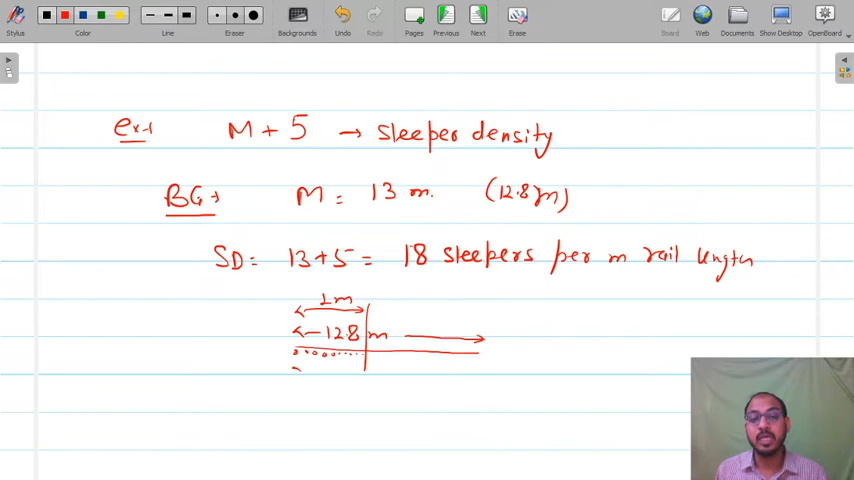 Stylus
Color
Line
Eraser
Backgrounds
Undo
Redo
Pages
Previous
Next
Erase
Board
Web
Documents
Show Desktop
OpenBoard
Ex-1 M + 5 → sleeper density
BG→ M = 13 m. (12.8m)
SD = 13+5 = 18 sleepers per m rail length
1m
12.8 m